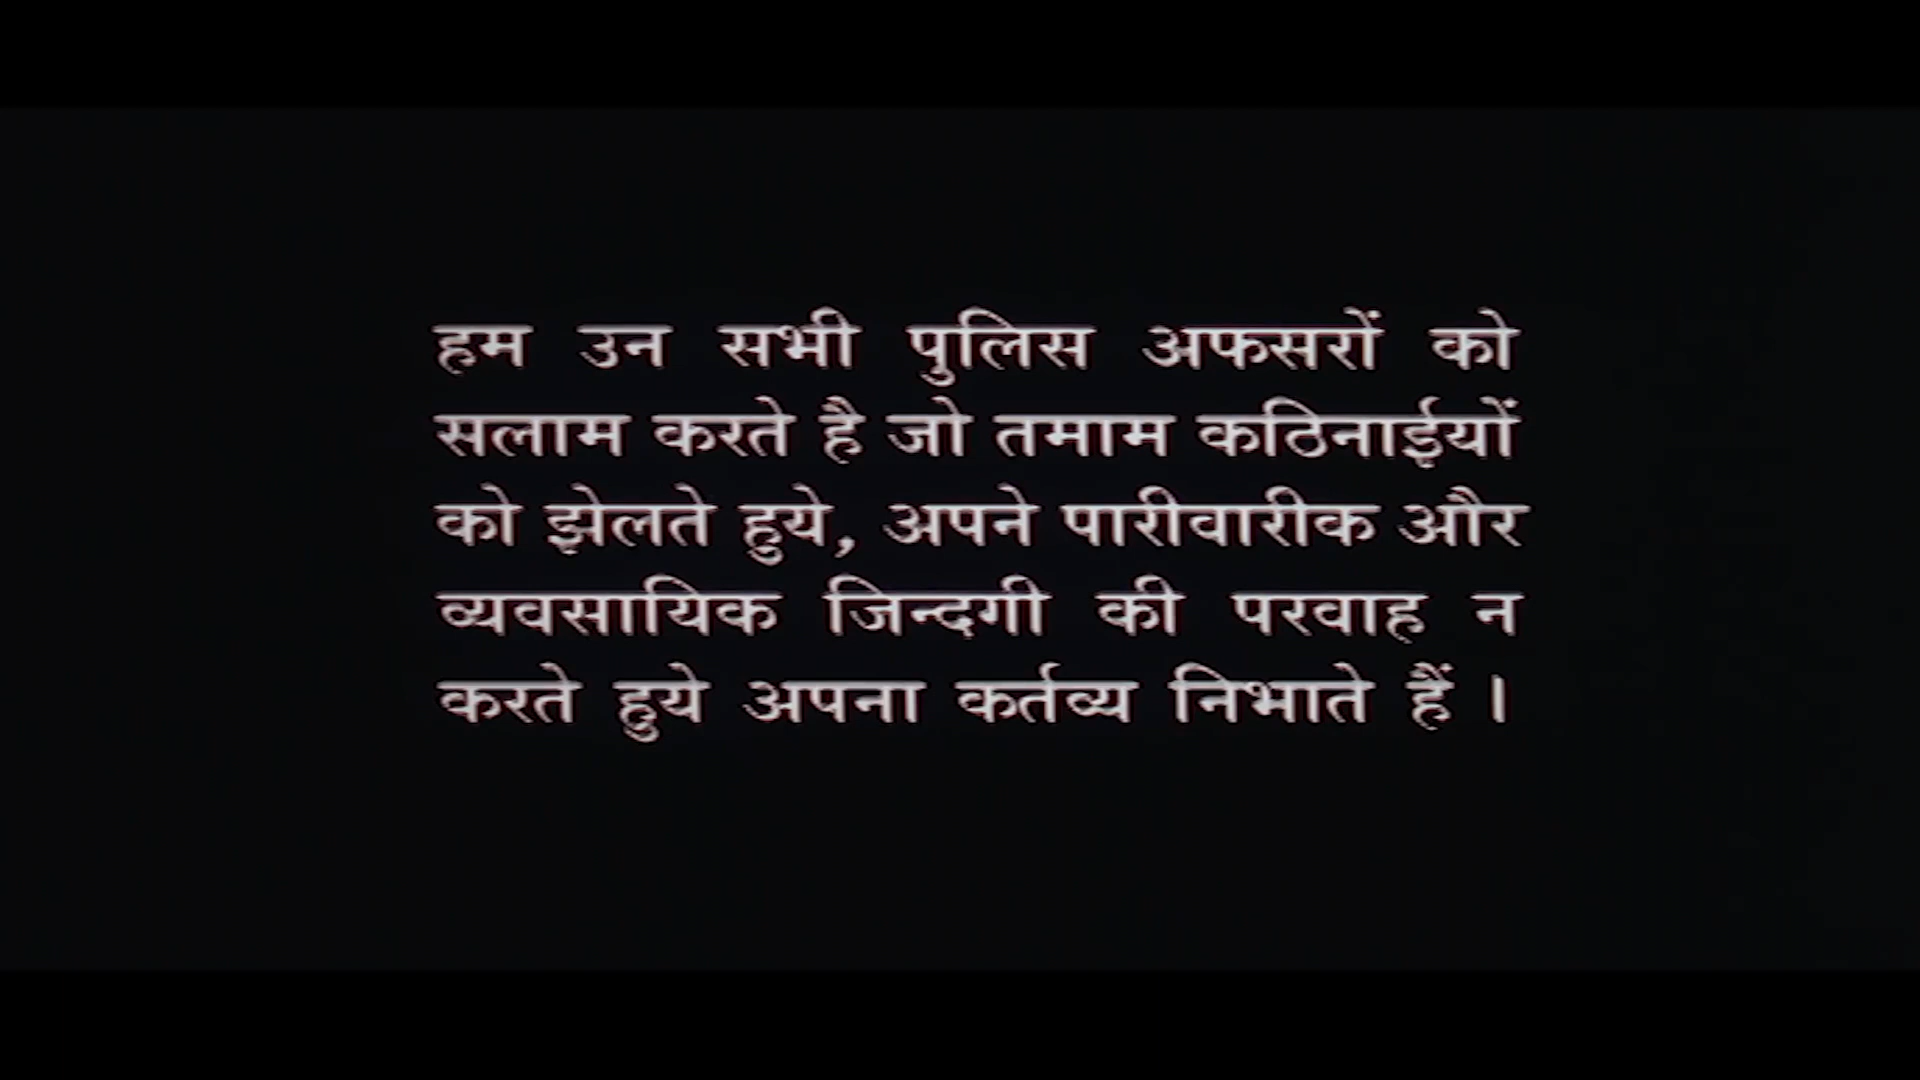 हम उन सभी पुलिस अफसरों को
सलाम करते है जो तमाम कठिनाईयों
को झेलते हुये, अपने पारीवारीक और
व्यवसायिक जिन्दगी की परवाह न
करते हुये अपना कर्तव्य निभाते हैं ।